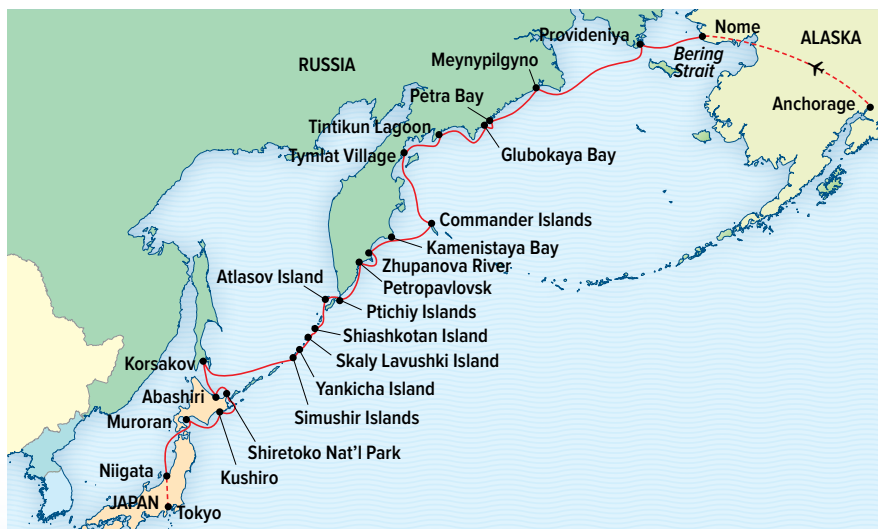 Nome
ALASKA
Provideniya
Bering
Strait
RUSSIA
Meynypilgyno
Petra Bay
Anchorage
Tintikun Lagoon
Glubokaya Bay
Tymlat Village
Commander Islands
Kamenistaya Bay
Zhupanova River
Atlasov Island
Petropavlovsk
Ptichiy Islands
Shiashkotan Island
Skaly Lavushki Island
Korsakov
Yankicha Island
Abashiri
Simushir Islands
Muroran
Shiretoko Nat'l Park
Niigata
Kushiro
JAPAN
Tokyo